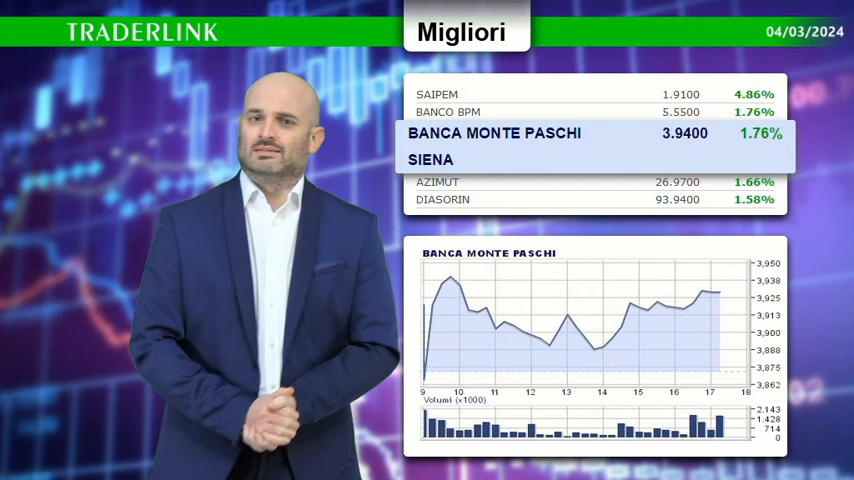 TRADERLINK
Migliori
04/03/2024
SAIPEM 1.9100 4.86%
BANCO BPM 5.5500 1.76%
BANCA MONTE PASCHI 3.9400 1.76%
SIENA
AZIMUT 26.9700 1.66%
DIASORIN 93.9400 1.58%
BANCA MONTE PASCHI
3,950
3,938
3,925
3,913
3,900
3,888
3,875
3,862
9 10 11 12 13 14 15 16 17 18
Volumi (x1000)
2.143
1.428
714
0